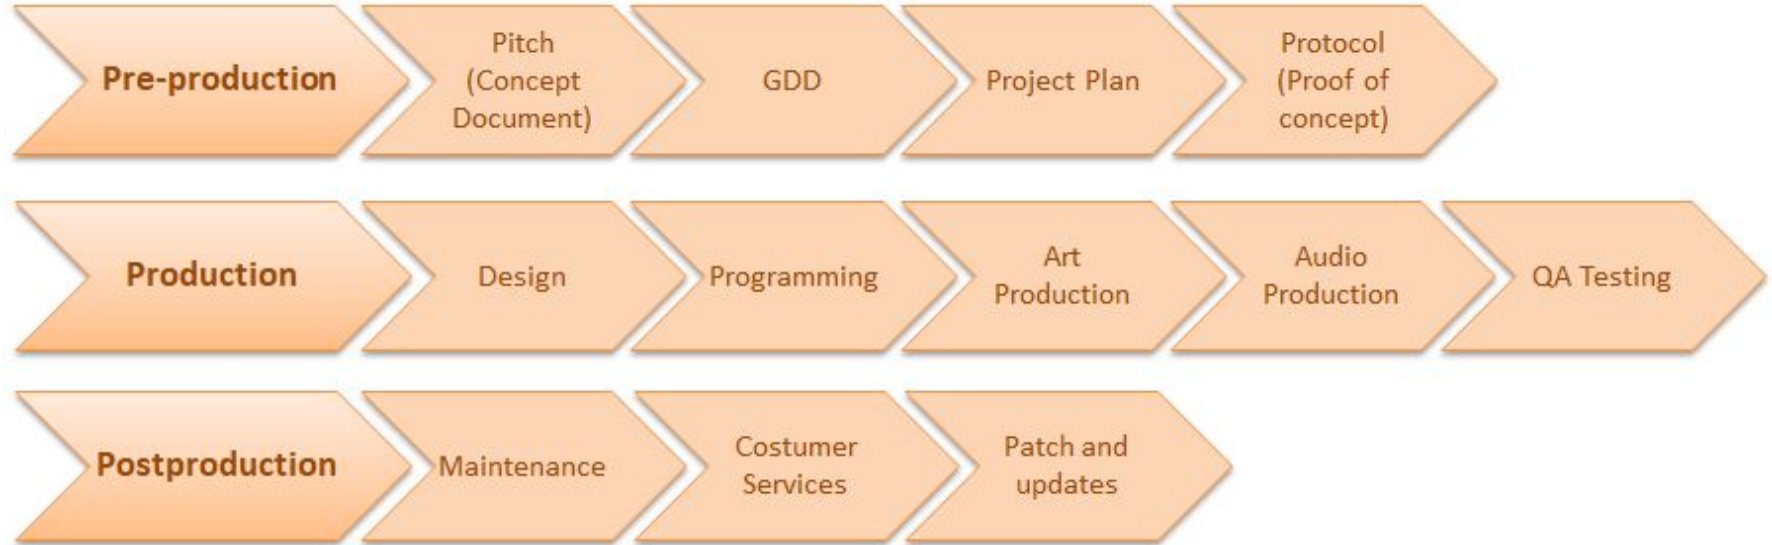 Pre-production
Pitch
(Concept
Document)
GDD
Project Plan
Protocol
(Proof of
concept)
Production
Design
Programming
Art
Production
Audio
Production
QA Testing
Postproduction
Maintenance
Costumer
Services
Patch and
updates